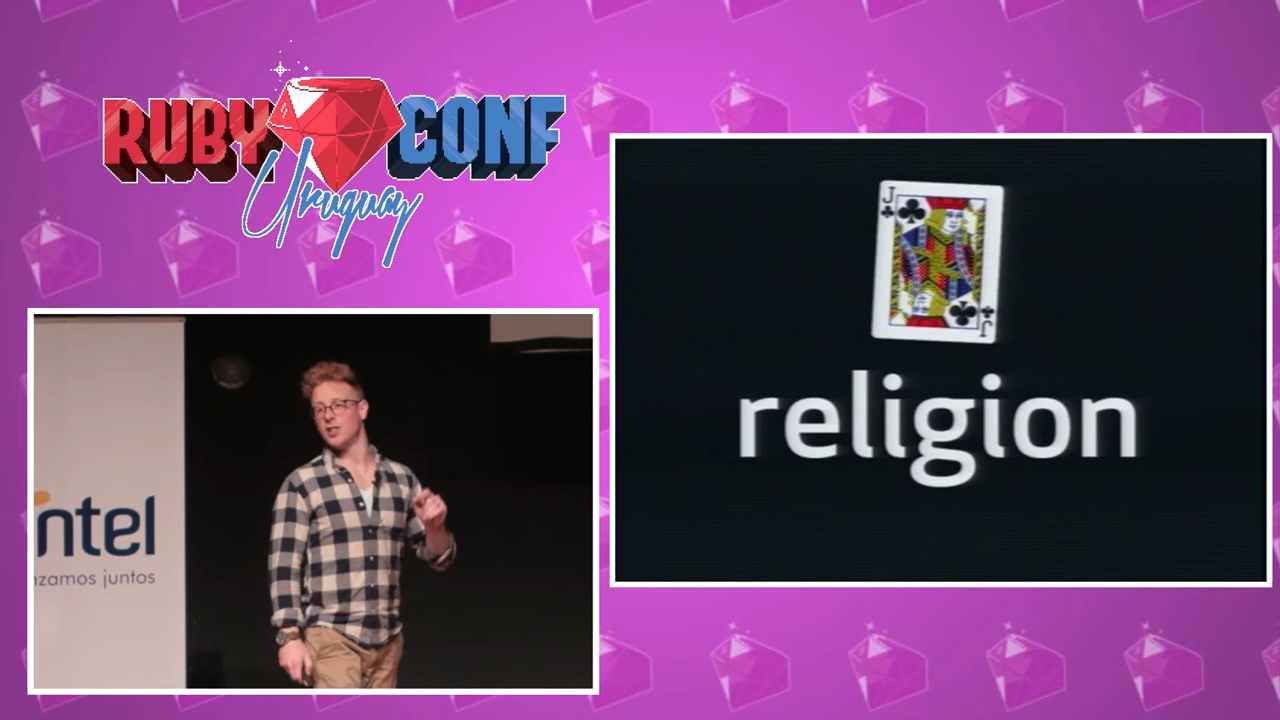 RUBY CONF
Uruguay
J
religion
J
ntel
nzamos juntos